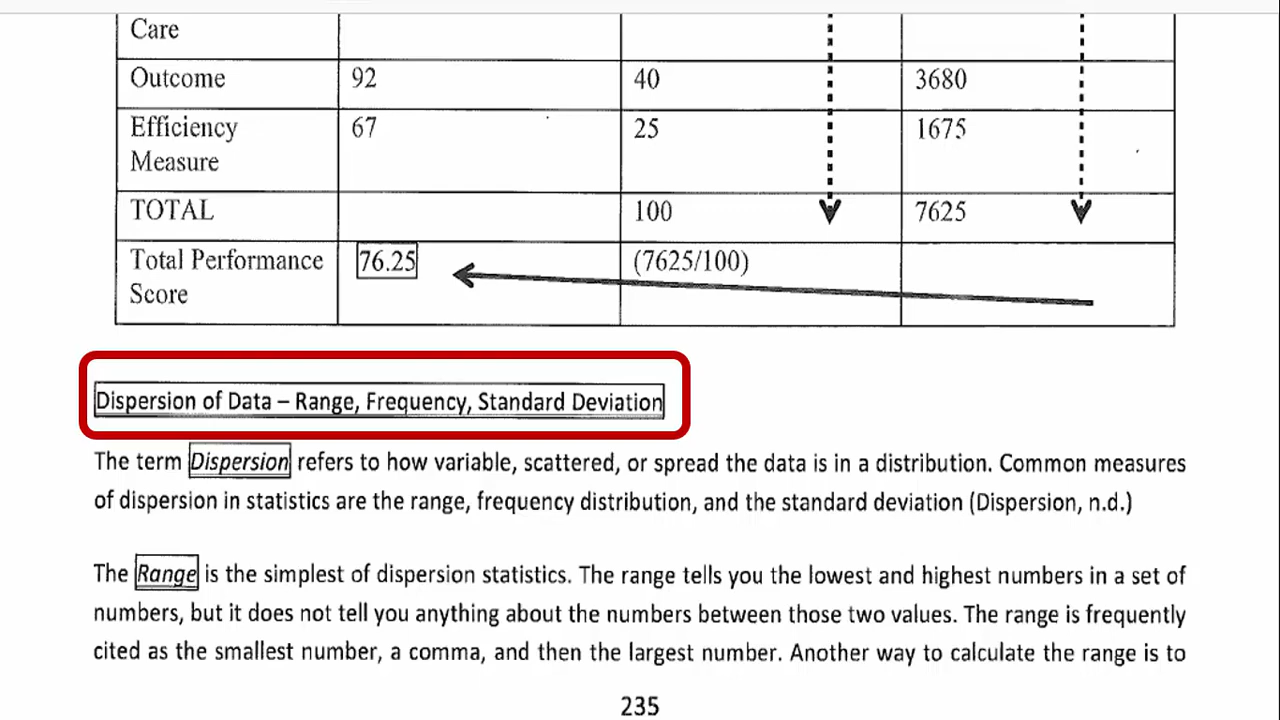 Care
Outcome 92 40 3680
Efficiency 67 25 1675
Measure
TOTAL 100 7625
Total Performance 76.25 (7625/100)
Score
Dispersion of Data – Range, Frequency, Standard Deviation
The term Dispersion refers to how variable, scattered, or spread the data is in a distribution. Common measures
of dispersion in statistics are the range, frequency distribution, and the standard deviation (Dispersion, n.d.)
The Range is the simplest of dispersion statistics. The range tells you the lowest and highest numbers in a set of
numbers, but it does not tell you anything about the numbers between those two values. The range is frequently
cited as the smallest number, a comma, and then the largest number. Another way to calculate the range is to
235